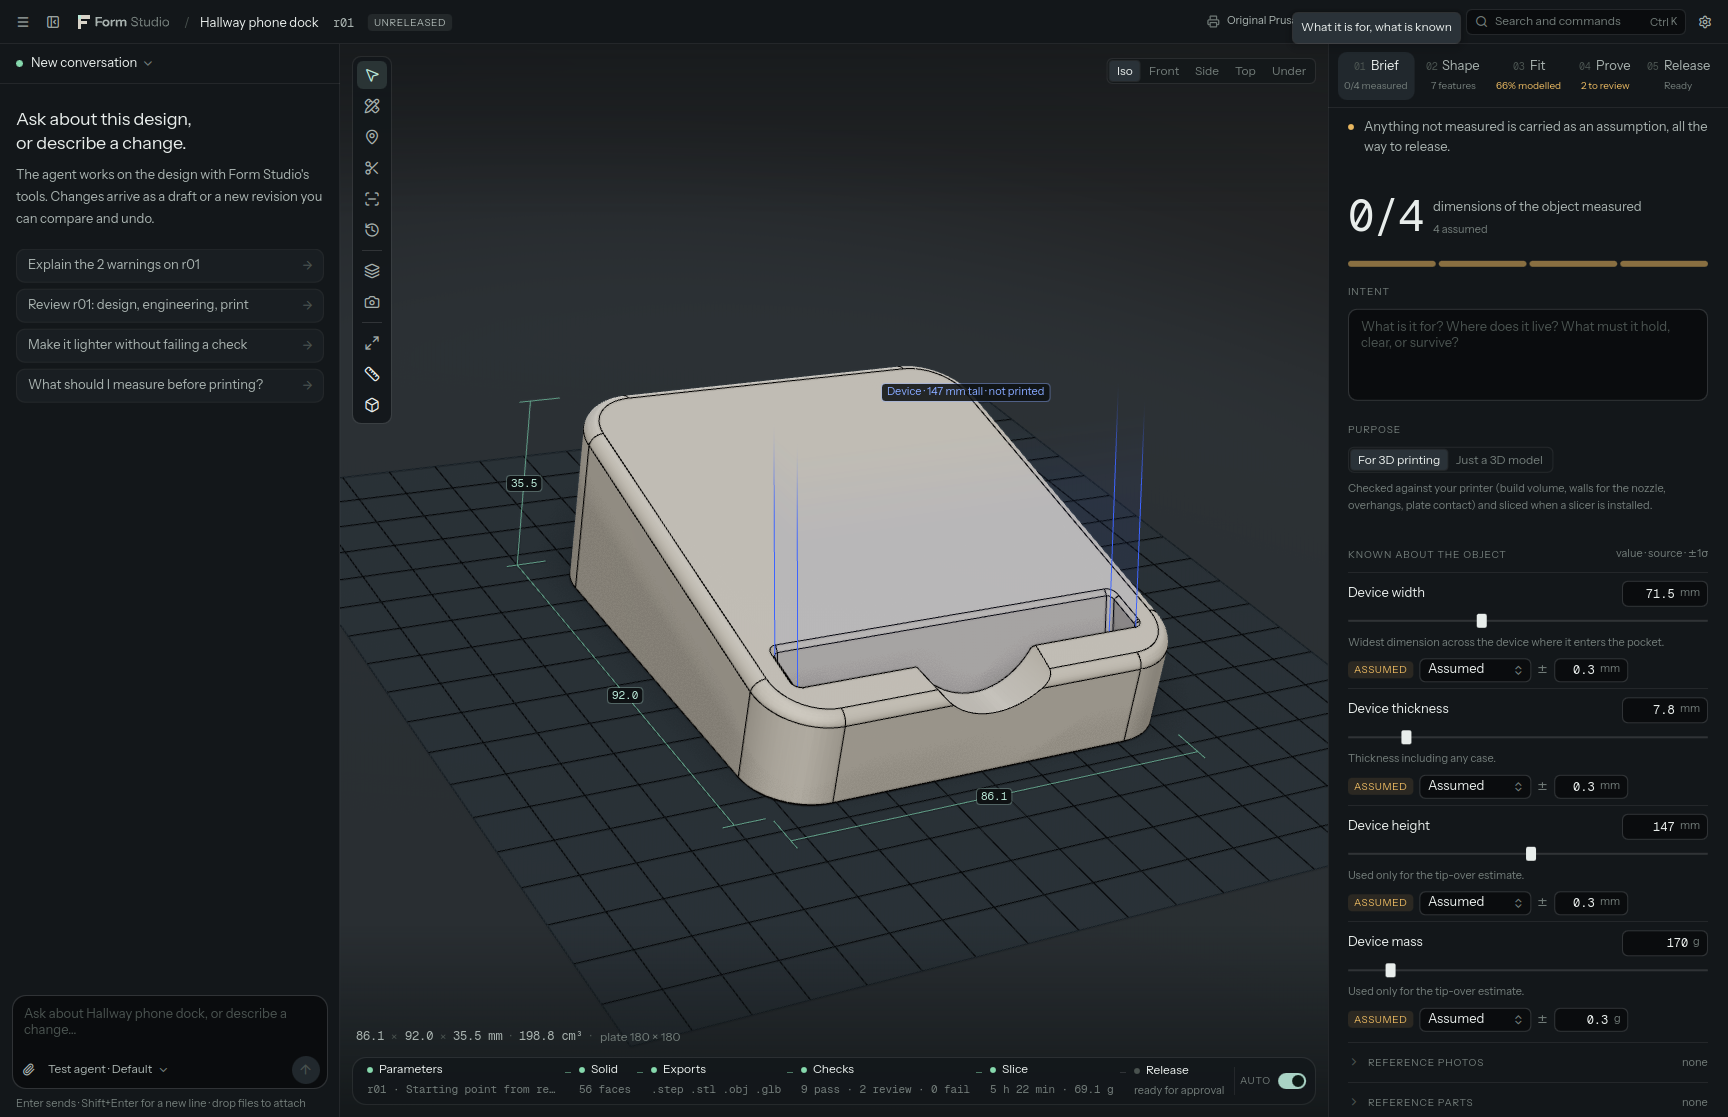 Form Studio / Hallway phone dock r01 UNRELEASED
Original Prus
What it is for, what is known
Search and commands Ctrl K
New conversation
Ask about this design,
or describe a change.
The agent works on the design with Form Studio's
tools. Changes arrive as a draft or a new revision you
can compare and undo.
Explain the 2 warnings on r01
Review r01: design, engineering, print
Make it lighter without failing a check
What should I measure before printing?
Ask about Hallway phone dock, or describe a
change...
Test agent · Default
Enter sends · Shift+Enter for a new line · drop files to attach
Iso Front Side Top Under
Device · 147 mm tall · not printed
35.5
92.0
86.1
86.1 × 92.0 × 35.5 mm · 198.8 cm³ · plate 180 × 180
Parameters
r01 · Starting point from re…
Solid
56 faces
Exports
.step .stl .obj .glb
Checks
9 pass · 2 review · 0 fail
Slice
5 h 22 min · 69.1 g
Release
ready for approval
AUTO
01 Brief
0/4 measured
02 Shape
7 features
03 Fit
66% modelled
04 Prove
2 to review
05 Release
Ready
Anything not measured is carried as an assumption, all the
way to release.
0/4 dimensions of the object measured
4 assumed
INTENT
What is it for? Where does it live? What must it hold,
clear, or survive?
PURPOSE
For 3D printing Just a 3D model
Checked against your printer (build volume, walls for the nozzle,
overhangs, plate contact) and sliced when a slicer is installed.
KNOWN ABOUT THE OBJECT value · source · ±1σ
Device width 71.5 mm
Widest dimension across the device where it enters the pocket.
ASSUMED Assumed ± 0.3 mm
Device thickness 7.8 mm
Thickness including any case.
ASSUMED Assumed ± 0.3 mm
Device height 147 mm
Used only for the tip-over estimate.
ASSUMED Assumed ± 0.3 mm
Device mass 170 g
Used only for the tip-over estimate.
ASSUMED Assumed ± 0.3 g
REFERENCE PHOTOS none
REFERENCE PARTS none